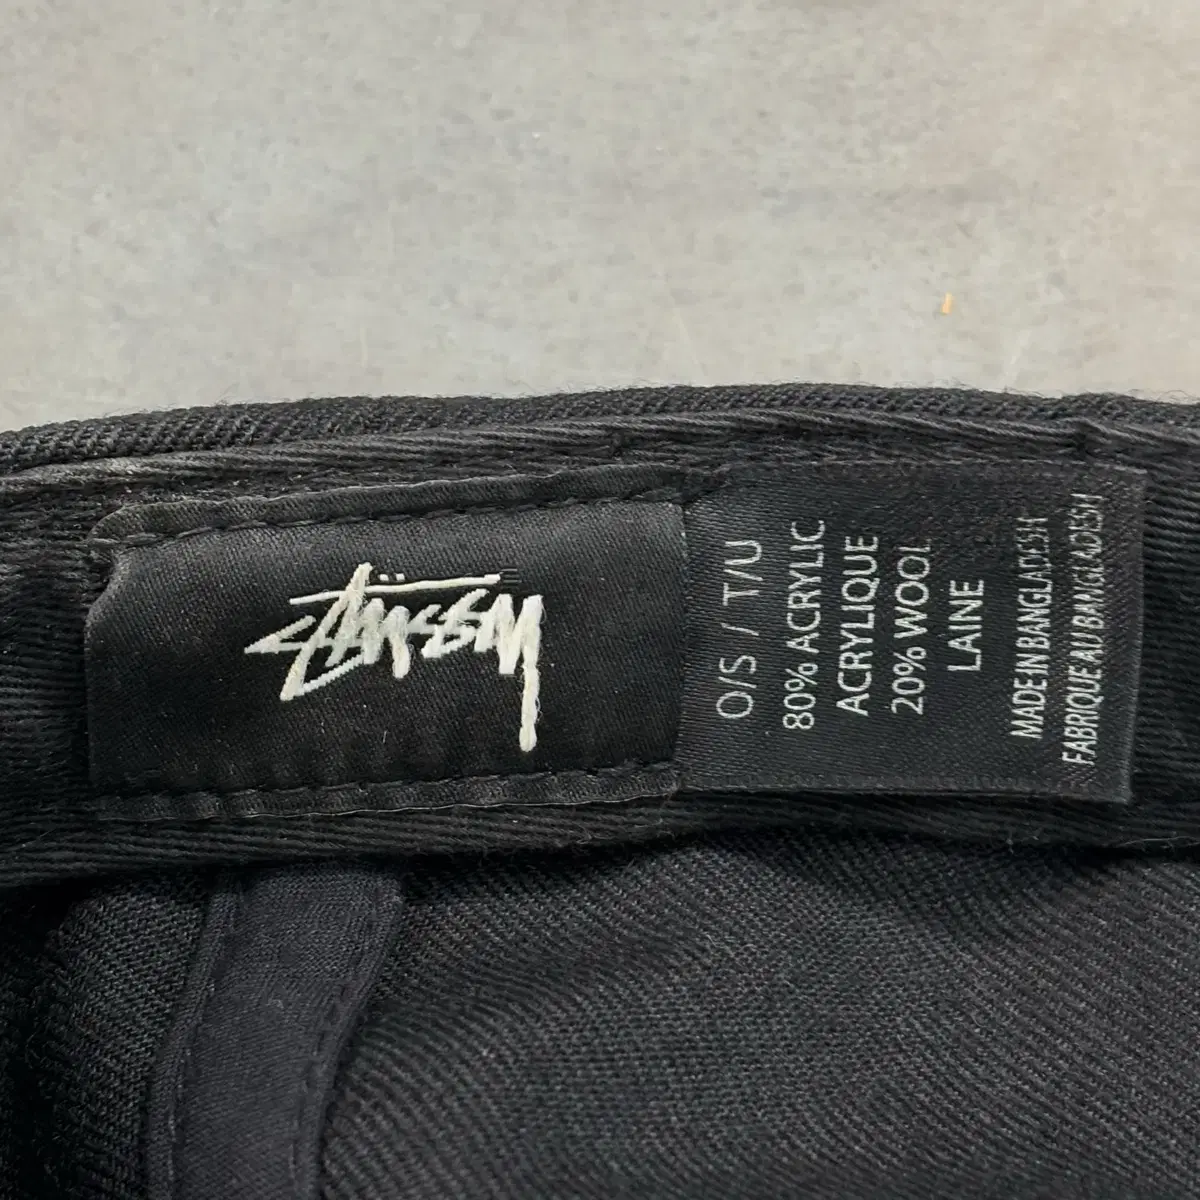 Stüssy
O/S / T/U
80% ACRYLIC
ACRYLIQUE
20% WOOL
LAINE
MADE IN BANGLADESH
FABRIQUE AU BANGLADESH